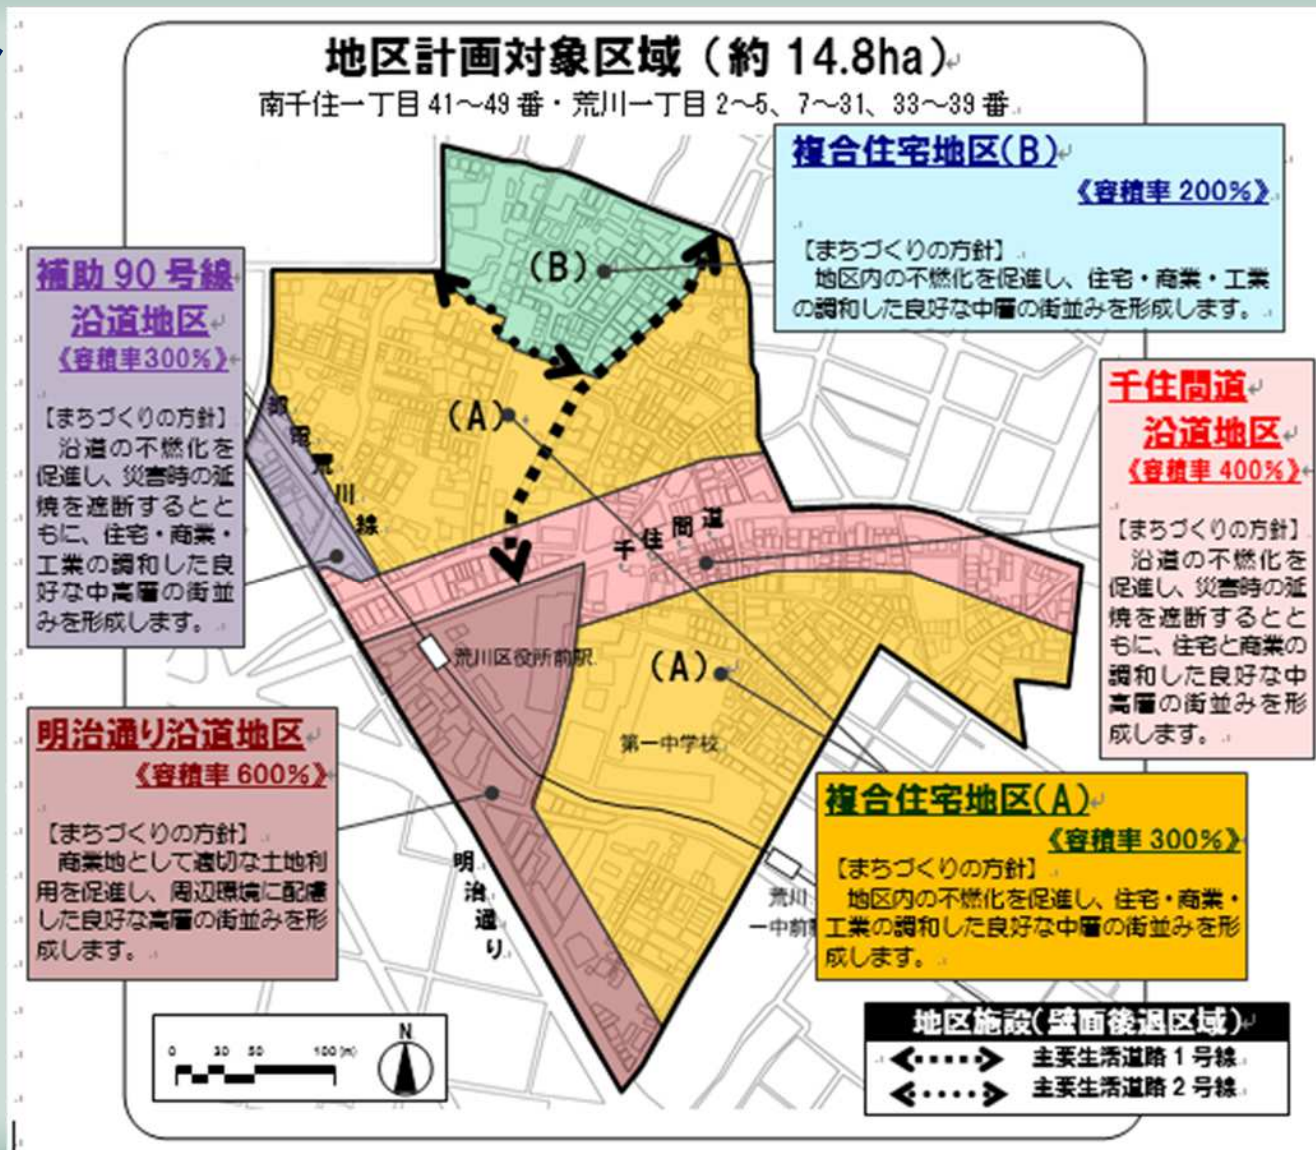 地区計画対象区域（約 14.8ha）
南千住一丁目 41～49 番・荒川一丁目 2～5、7～31、33～39 番
複合住宅地区(B)
《容積率 200%》
【まちづくりの方針】
地区内の不燃化を促進し、住宅・商業・工業
の調和した良好な中層の街並みを形成します。
補助 90 号線
沿道地区
《容積率300%》
【まちづくりの方針】
沿道の不燃化を
促進し、災害時の延
焼を遮断するとと
もに、住宅・商業・
工業の調和した良
好な中高層の街並
みを形成します。
千住間道
沿道地区
《容積率 400%》
【まちづくりの方針】
沿道の不燃化を
促進し、災害時の延
焼を遮断するとと
もに、住宅と商業の
調和した良好な中
高層の街並みを形
成します。
(B)
(A)
都電荒川線
千住間道
荒川区役所前駅
(A)
第一中学校
明治通り沿道地区
《容積率 600%》
【まちづくりの方針】
商業地として適切な土地利
用を促進し、周辺環境に配慮
した良好な高層の街並みを形
成します。
明治通り
荒川
一中前
複合住宅地区(A)
《容積率 300%》
【まちづくりの方針】
地区内の不燃化を促進し、住宅・商業・
工業の調和した良好な中層の街並みを形
成します。
0 30 50 100 (m)
N
地区施設(壁面後退区域)
主要生活道路 1 号線
主要生活道路 2 号線